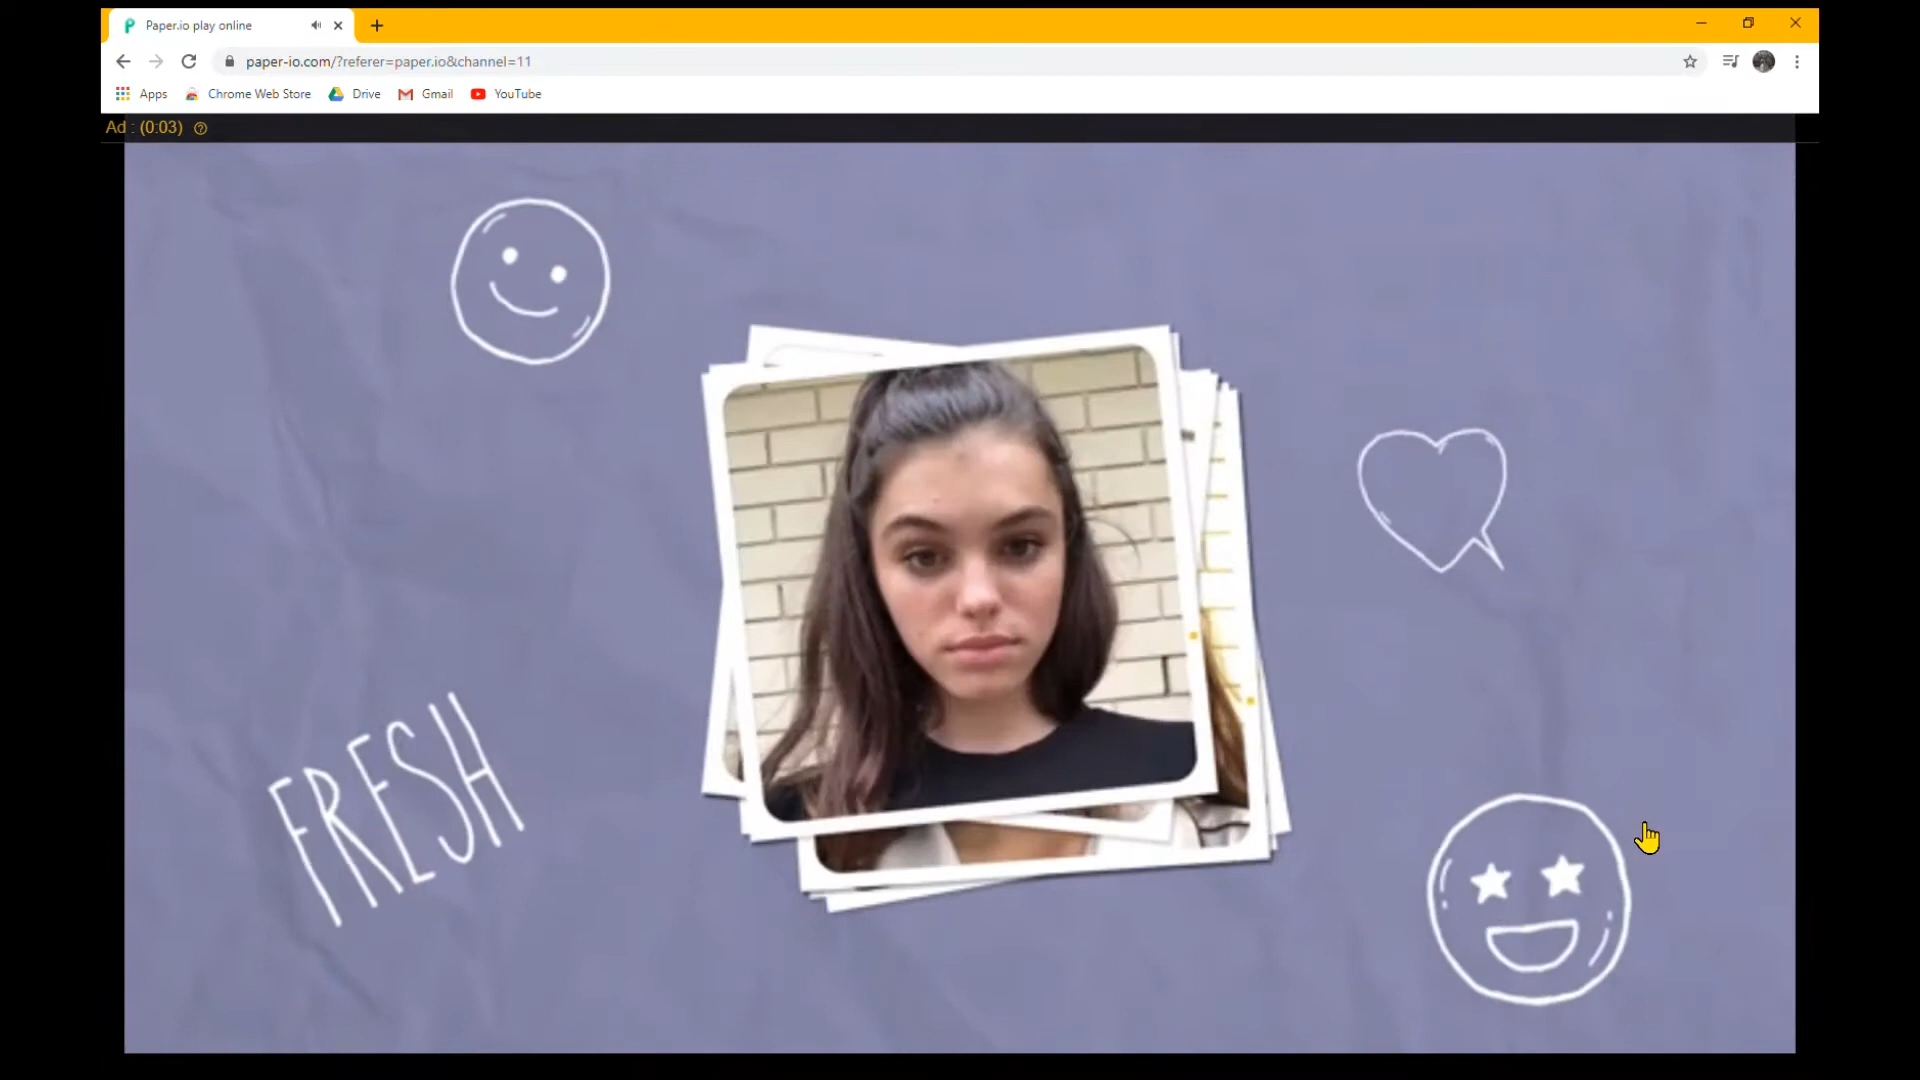 Paper.io play online
paper-io.com/?referer=paper.io&channel=11
Apps Chrome Web Store Drive Gmail YouTube
Ad : (0:03)
FRESH